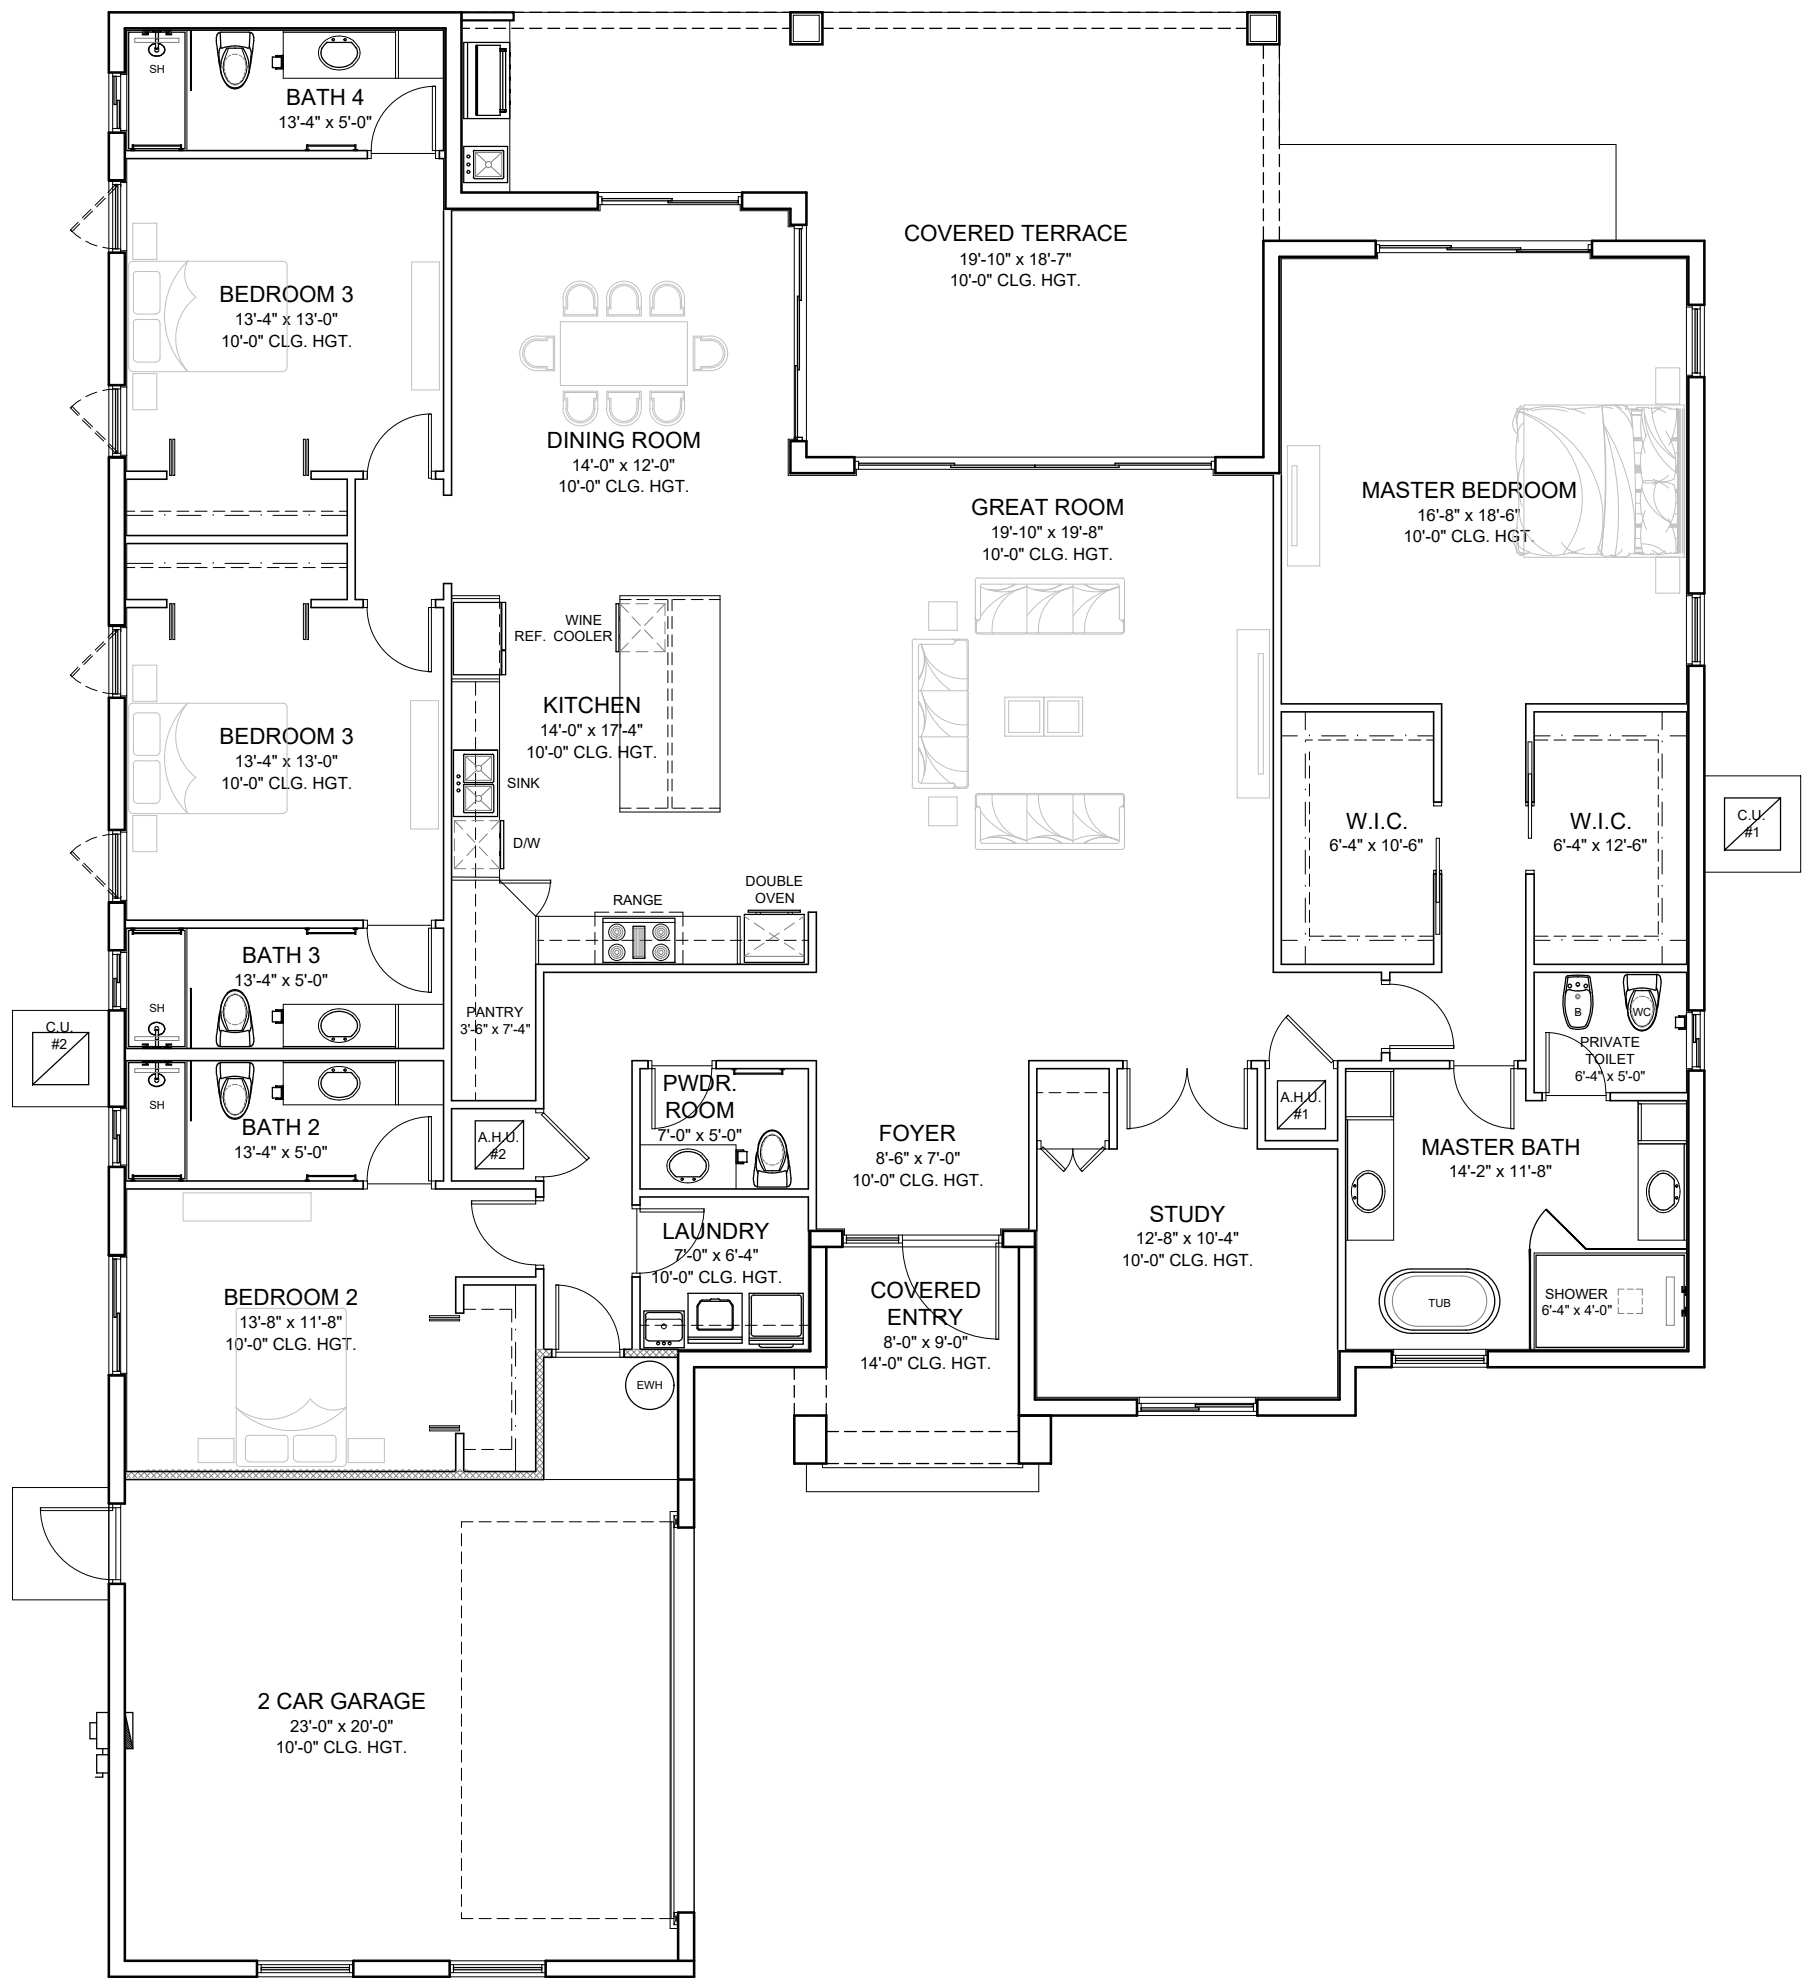 SH
BATH 4
13'-4" x 5'-0"
COVERED TERRACE
19'-10" x 18'-7"
10'-0" CLG. HGT.
BEDROOM 3
13'-4" x 13'-0"
10'-0" CLG. HGT.
DINING ROOM
14'-0" x 12'-0"
10'-0" CLG. HGT.
GREAT ROOM
19'-10" x 19'-8"
10'-0" CLG. HGT.
MASTER BEDROOM
16'-8" x 18'-6"
10'-0" CLG. HGT.
WINE
REF. COOLER
KITCHEN
14'-0" x 17'-4"
10'-0" CLG. HGT.
BEDROOM 3
13'-4" x 13'-0"
10'-0" CLG. HGT.
SINK
D/W
W.I.C.
6'-4" x 10'-6"
W.I.C.
6'-4" x 12'-6"
C.U.
#1
RANGE
DOUBLE
OVEN
BATH 3
13'-4" x 5'-0"
SH
PANTRY
3'-6" x 7'-4"
C.U.
#2
B
WC
PRIVATE
TOILET
6'-4" x 5'-0"
SH
BATH 2
13'-4" x 5'-0"
PWDR.
ROOM
7'-0" x 5'-0"
A.H.U.
#2
A.H.U.
#1
FOYER
8'-6" x 7'-0"
10'-0" CLG. HGT.
MASTER BATH
14'-2" x 11'-8"
LAUNDRY
7'-0" x 6'-4"
10'-0" CLG. HGT.
STUDY
12'-8" x 10'-4"
10'-0" CLG. HGT.
BEDROOM 2
13'-8" x 11'-8"
10'-0" CLG. HGT.
COVERED
ENTRY
8'-0" x 9'-0"
14'-0" CLG. HGT.
TUB
SHOWER
6'-4" x 4'-0"
EWH
2 CAR GARAGE
23'-0" x 20'-0"
10'-0" CLG. HGT.